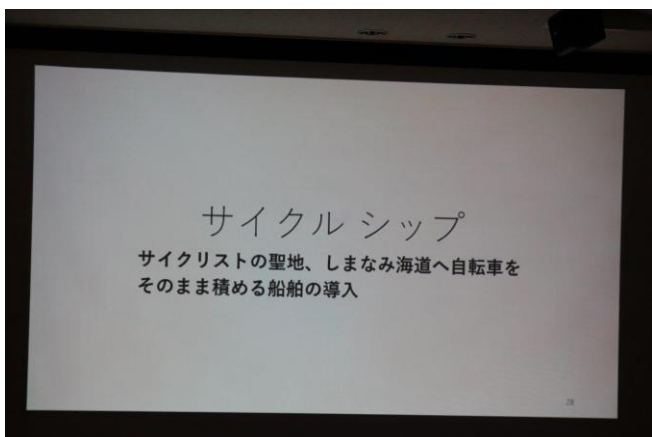 サイクル シップ
サイクリストの聖地、しまなみ海道へ自転車を
そのまま積める船舶の導入
28